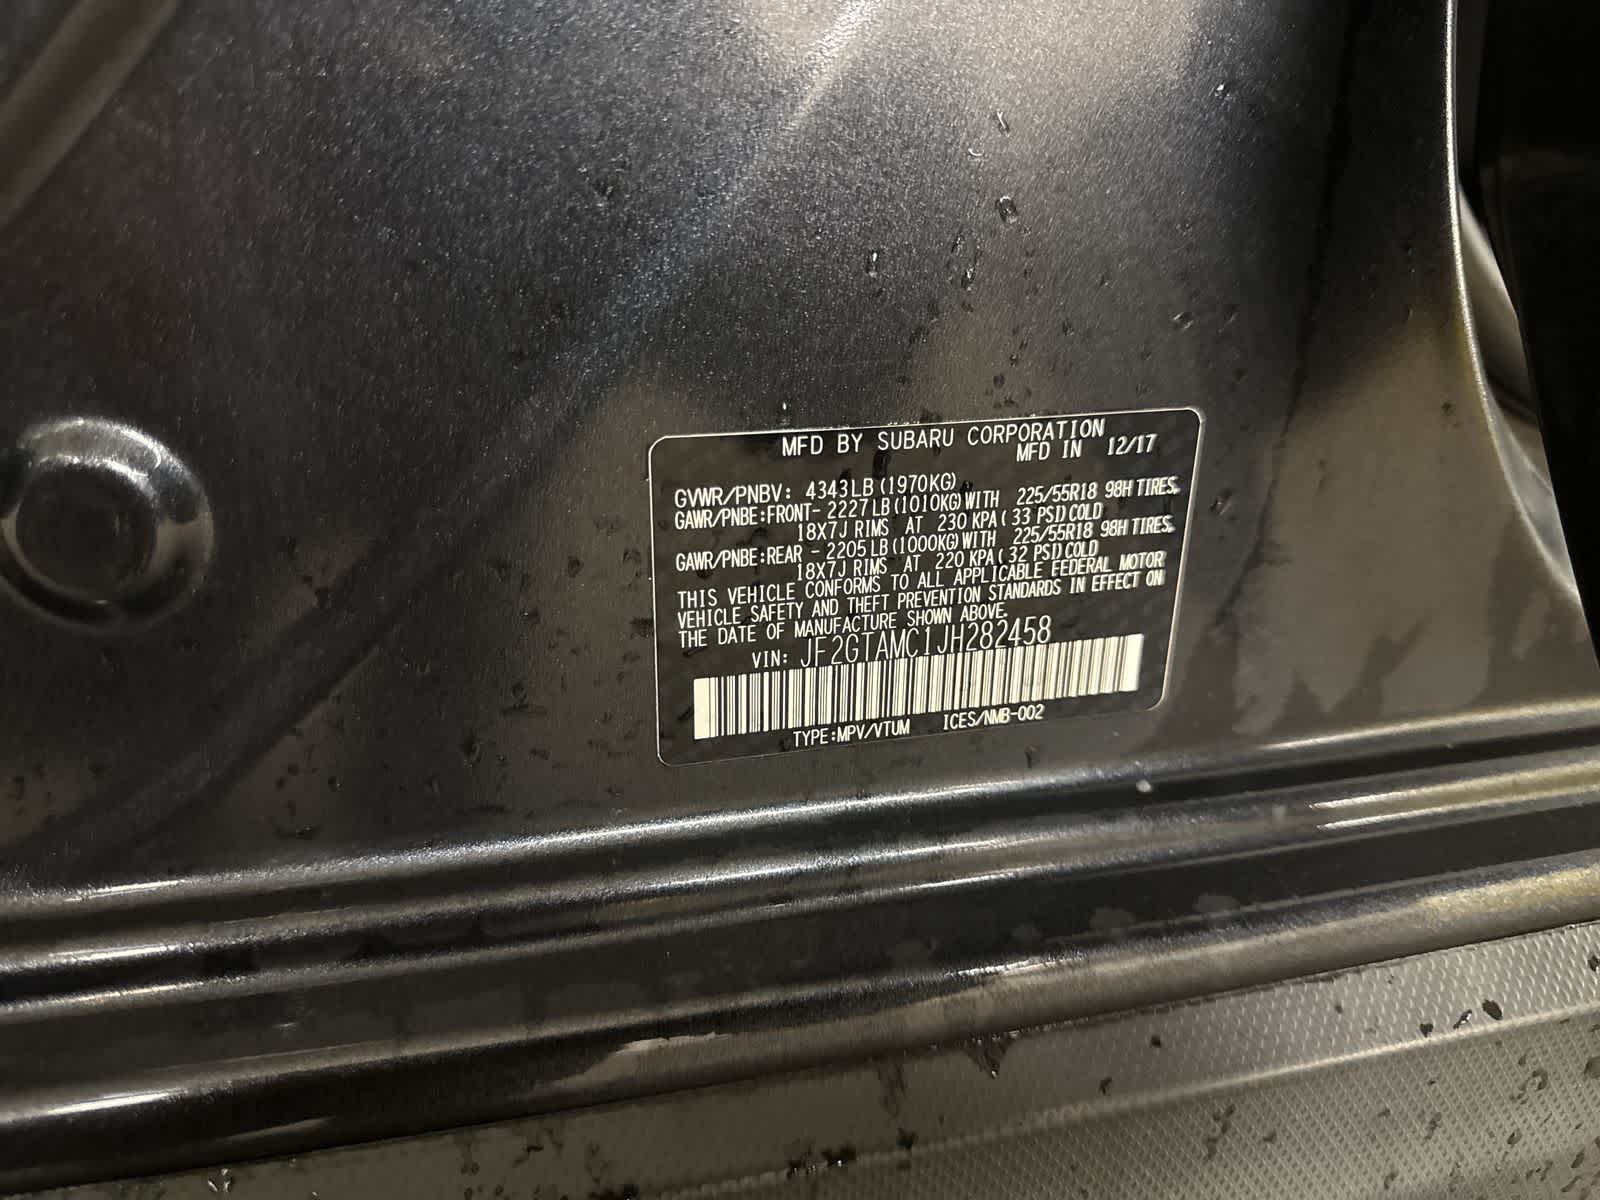 MFD BY SUBARU CORPORATION
MFD IN 12/17
GVWR/PNBV: 4343LB (1970KG)
GAWR/PNBE:FRONT- 2227LB (1010KG) WITH 225/55R18 98H TIRES,
18X7J RIMS AT 230 KPA ( 33 PSI) COLD
GAWR/PNBE:REAR - 2205LB (1000KG) WITH 225/55R18 98H TIRES,
18X7J RIMS AT 220 KPA ( 32 PSI) COLD
THIS VEHICLE CONFORMS TO ALL APPLICABLE FEDERAL MOTOR
VEHICLE SAFETY AND THEFT PREVENTION STANDARDS IN EFFECT ON
THE DATE OF MANUFACTURE SHOWN ABOVE.
VIN: JF2GTAMC1JH282458
TYPE:MPV/VTUM ICES/NMB-002